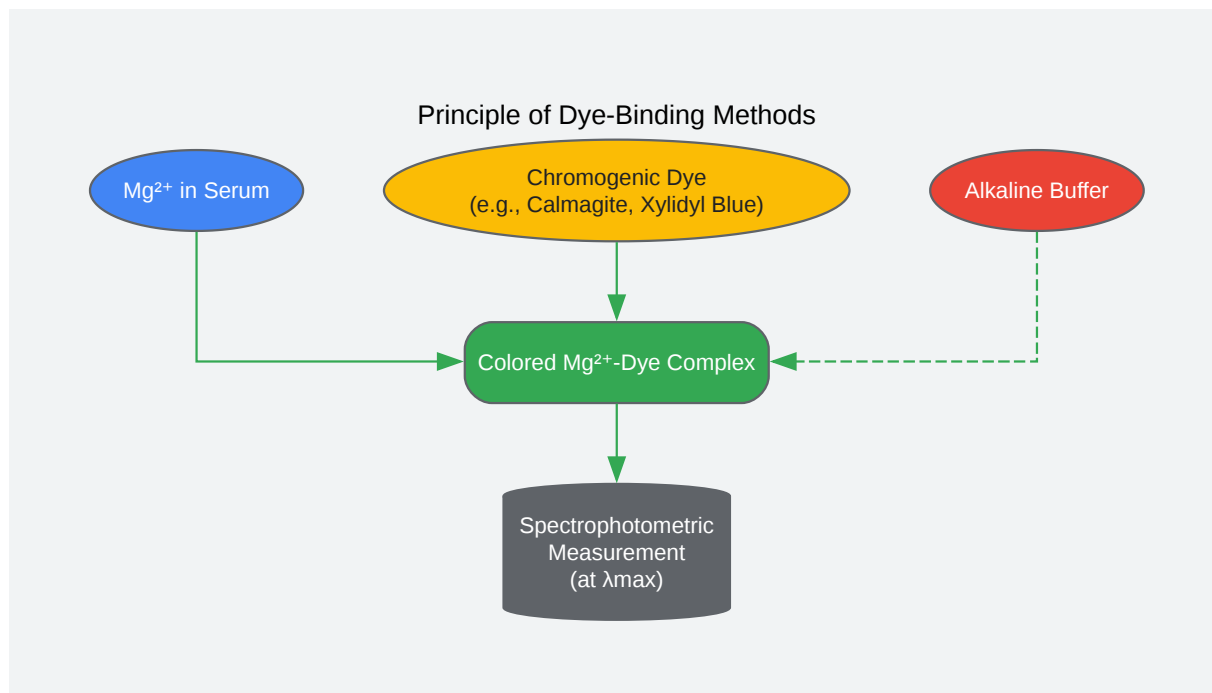 Principle of Dye-Binding Methods
Mg²⁺ in Serum
Chromogenic Dye
(e.g., Calmagite, Xylidyl Blue)
Alkaline Buffer
Colored Mg²⁺-Dye Complex
Spectrophotometric
Measurement
(at λmax)